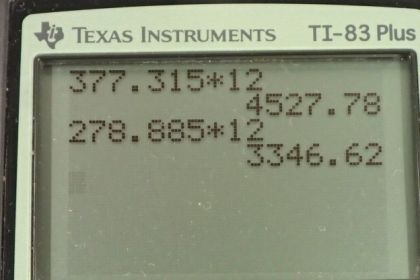 TEXAS INSTRUMENTS TI-83 Plus
377.315*12
4527.78
278.885*12
3346.62